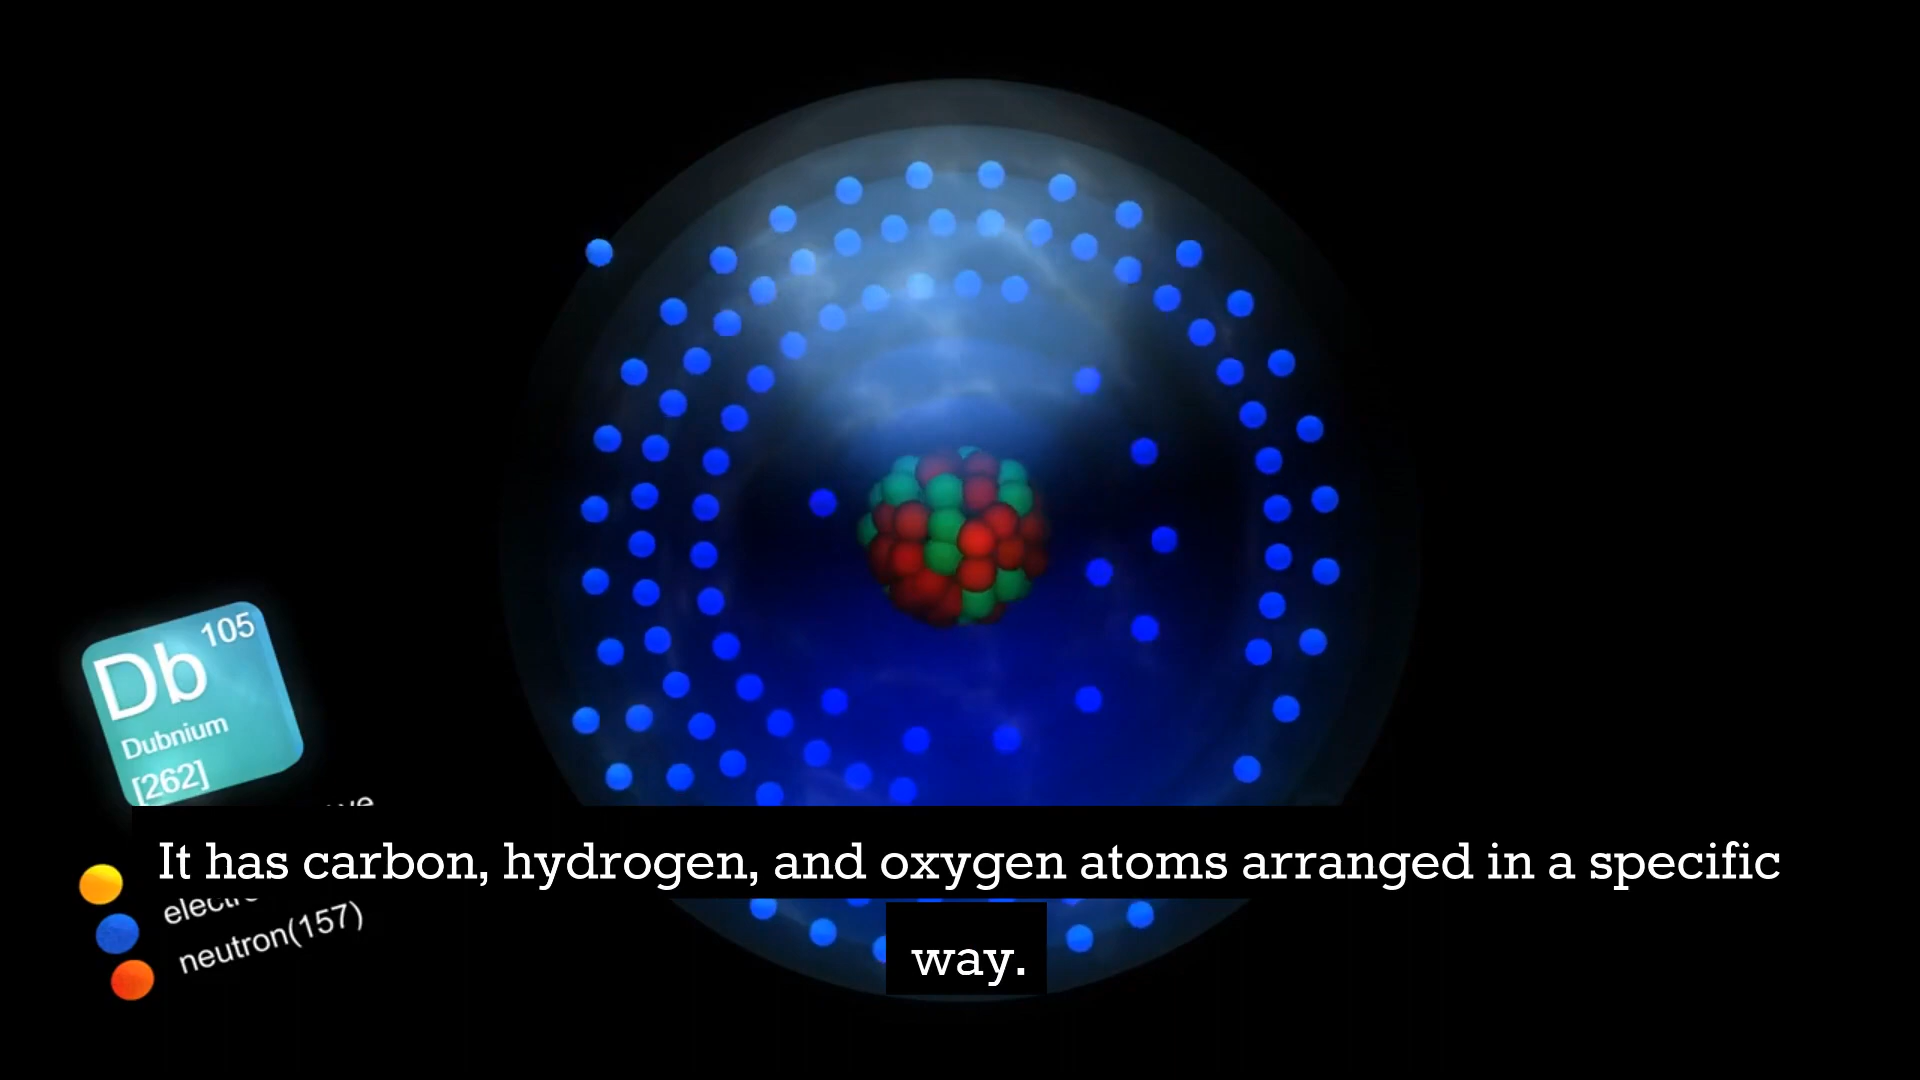 105
Db
Dubnium
[262]
It has carbon, hydrogen, and oxygen atoms arranged in a specific
neutron(157)
way.